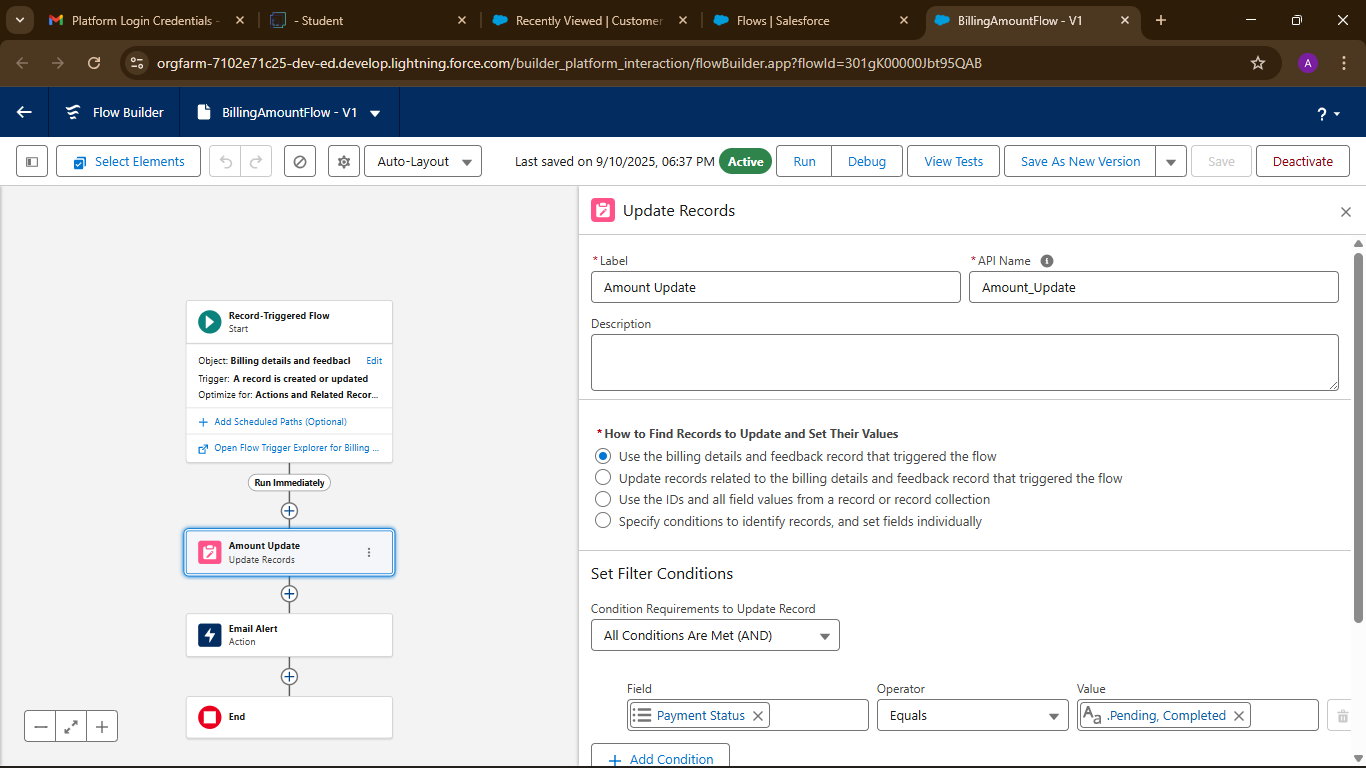 Platform Login Credentials -
- Student
Recently Viewed | Customer
Flows | Salesforce
BillingAmountFlow - V1
orgfarm-7102e71c25-dev-ed.develop.lightning.force.com/builder_platform_interaction/flowBuilder.app?flowId=301gK00000Jbt95QAB
A
Flow Builder
BillingAmountFlow - V1
?
Select Elements
Auto-Layout
Last saved on 9/10/2025, 06:37 PM
Active
Run
Debug
View Tests
Save As New Version
Save
Deactivate
Record-Triggered Flow
Start
Object: Billing details and feedback
Edit
Trigger: A record is created or updated
Optimize for: Actions and Related Recor...
Add Scheduled Paths (Optional)
Open Flow Trigger Explorer for Billing ...
Run Immediately
Amount Update
Update Records
Email Alert
Action
End
Update Records
*Label
Amount Update
*API Name
Amount_Update
Description
*How to Find Records to Update and Set Their Values
Use the billing details and feedback record that triggered the flow
Update records related to the billing details and feedback record that triggered the flow
Use the IDs and all field values from a record or record collection
Specify conditions to identify records, and set fields individually
Set Filter Conditions
Condition Requirements to Update Record
All Conditions Are Met (AND)
Field
Payment Status
Operator
Equals
Value
Aa .Pending, Completed
+ Add Condition